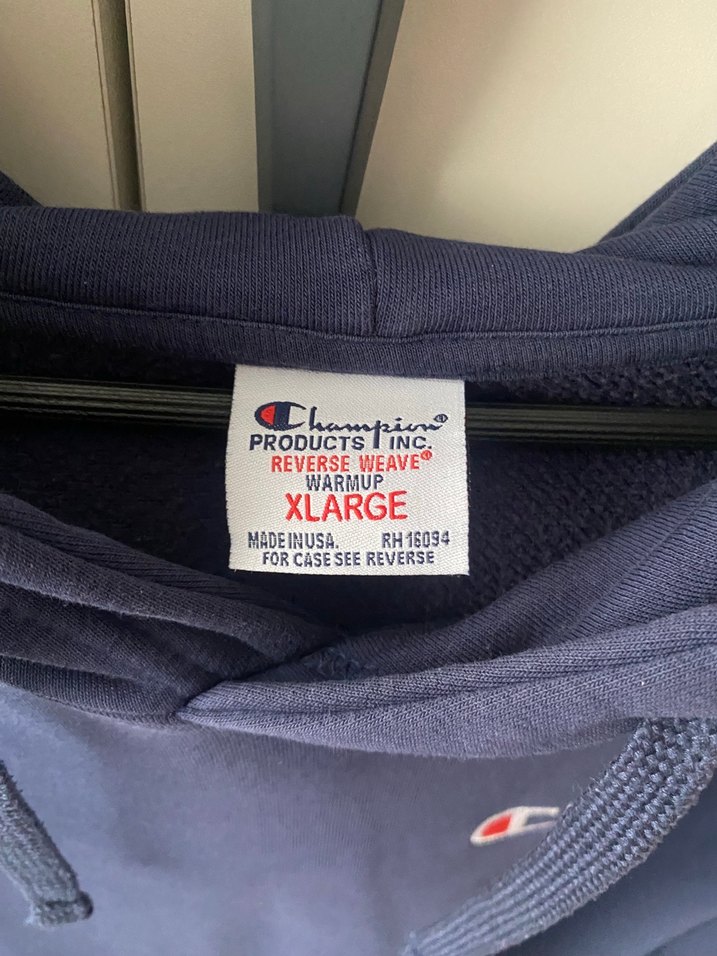 Champion®
PRODUCTS INC.
REVERSE WEAVE®
WARMUP
XLARGE
MADE IN USA. RH 16094
FOR CASE SEE REVERSE